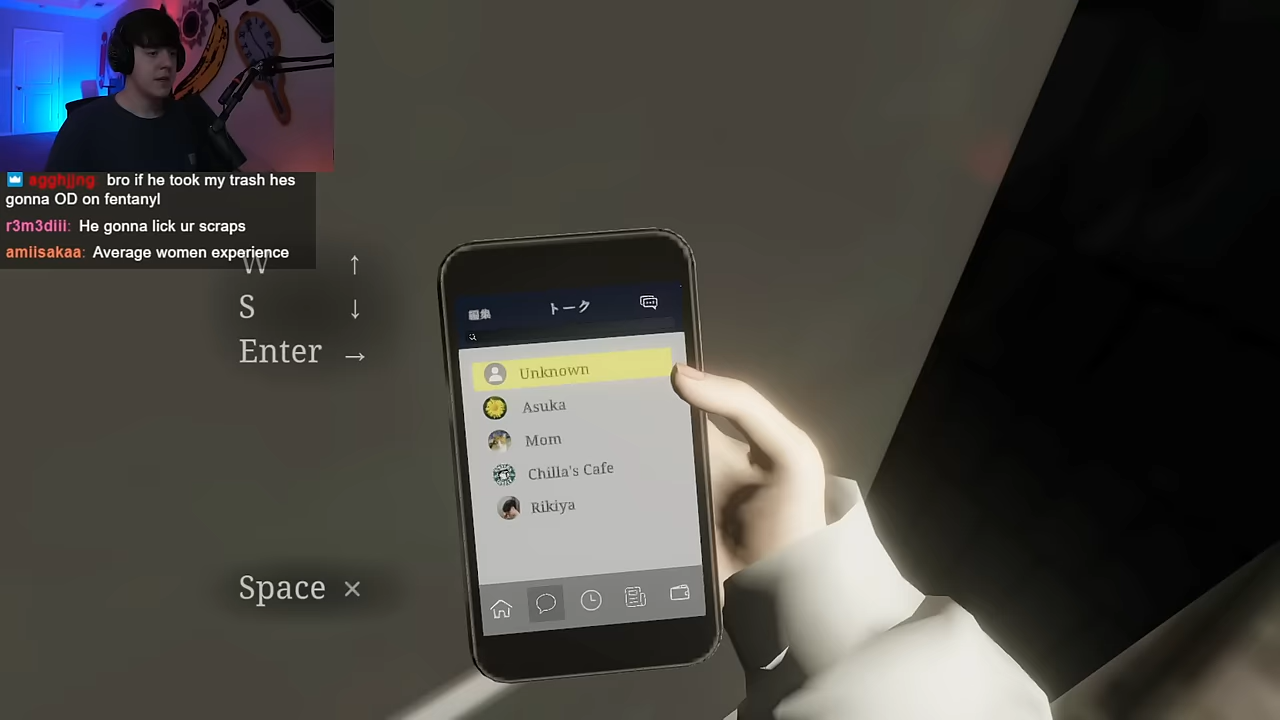 agghjjng bro if he took my trash hes
gonna OD on fentanyl
r3m3diii: He gonna lick ur scraps
amiisakaa: Average women experience
W ↑
S ↓
Enter →
Space ×
編集 トーク
Unknown
Asuka
Mom
Chilla's Cafe
Rikiya